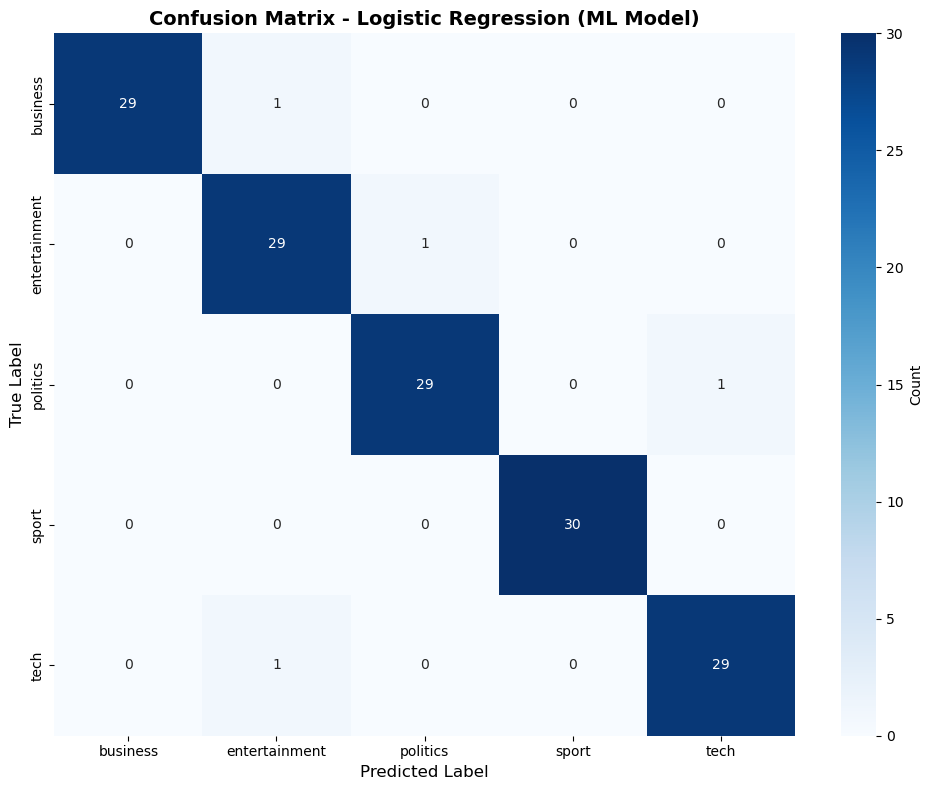 Confusion Matrix - Logistic Regression (ML Model)
True Label
business
29 1 0 0 0
entertainment
0 29 1 0 0
politics
0 0 29 0 1
sport
0 0 0 30 0
tech
0 1 0 0 29
business entertainment politics sport tech
Predicted Label
30
25
20
15
10
5
0
Count